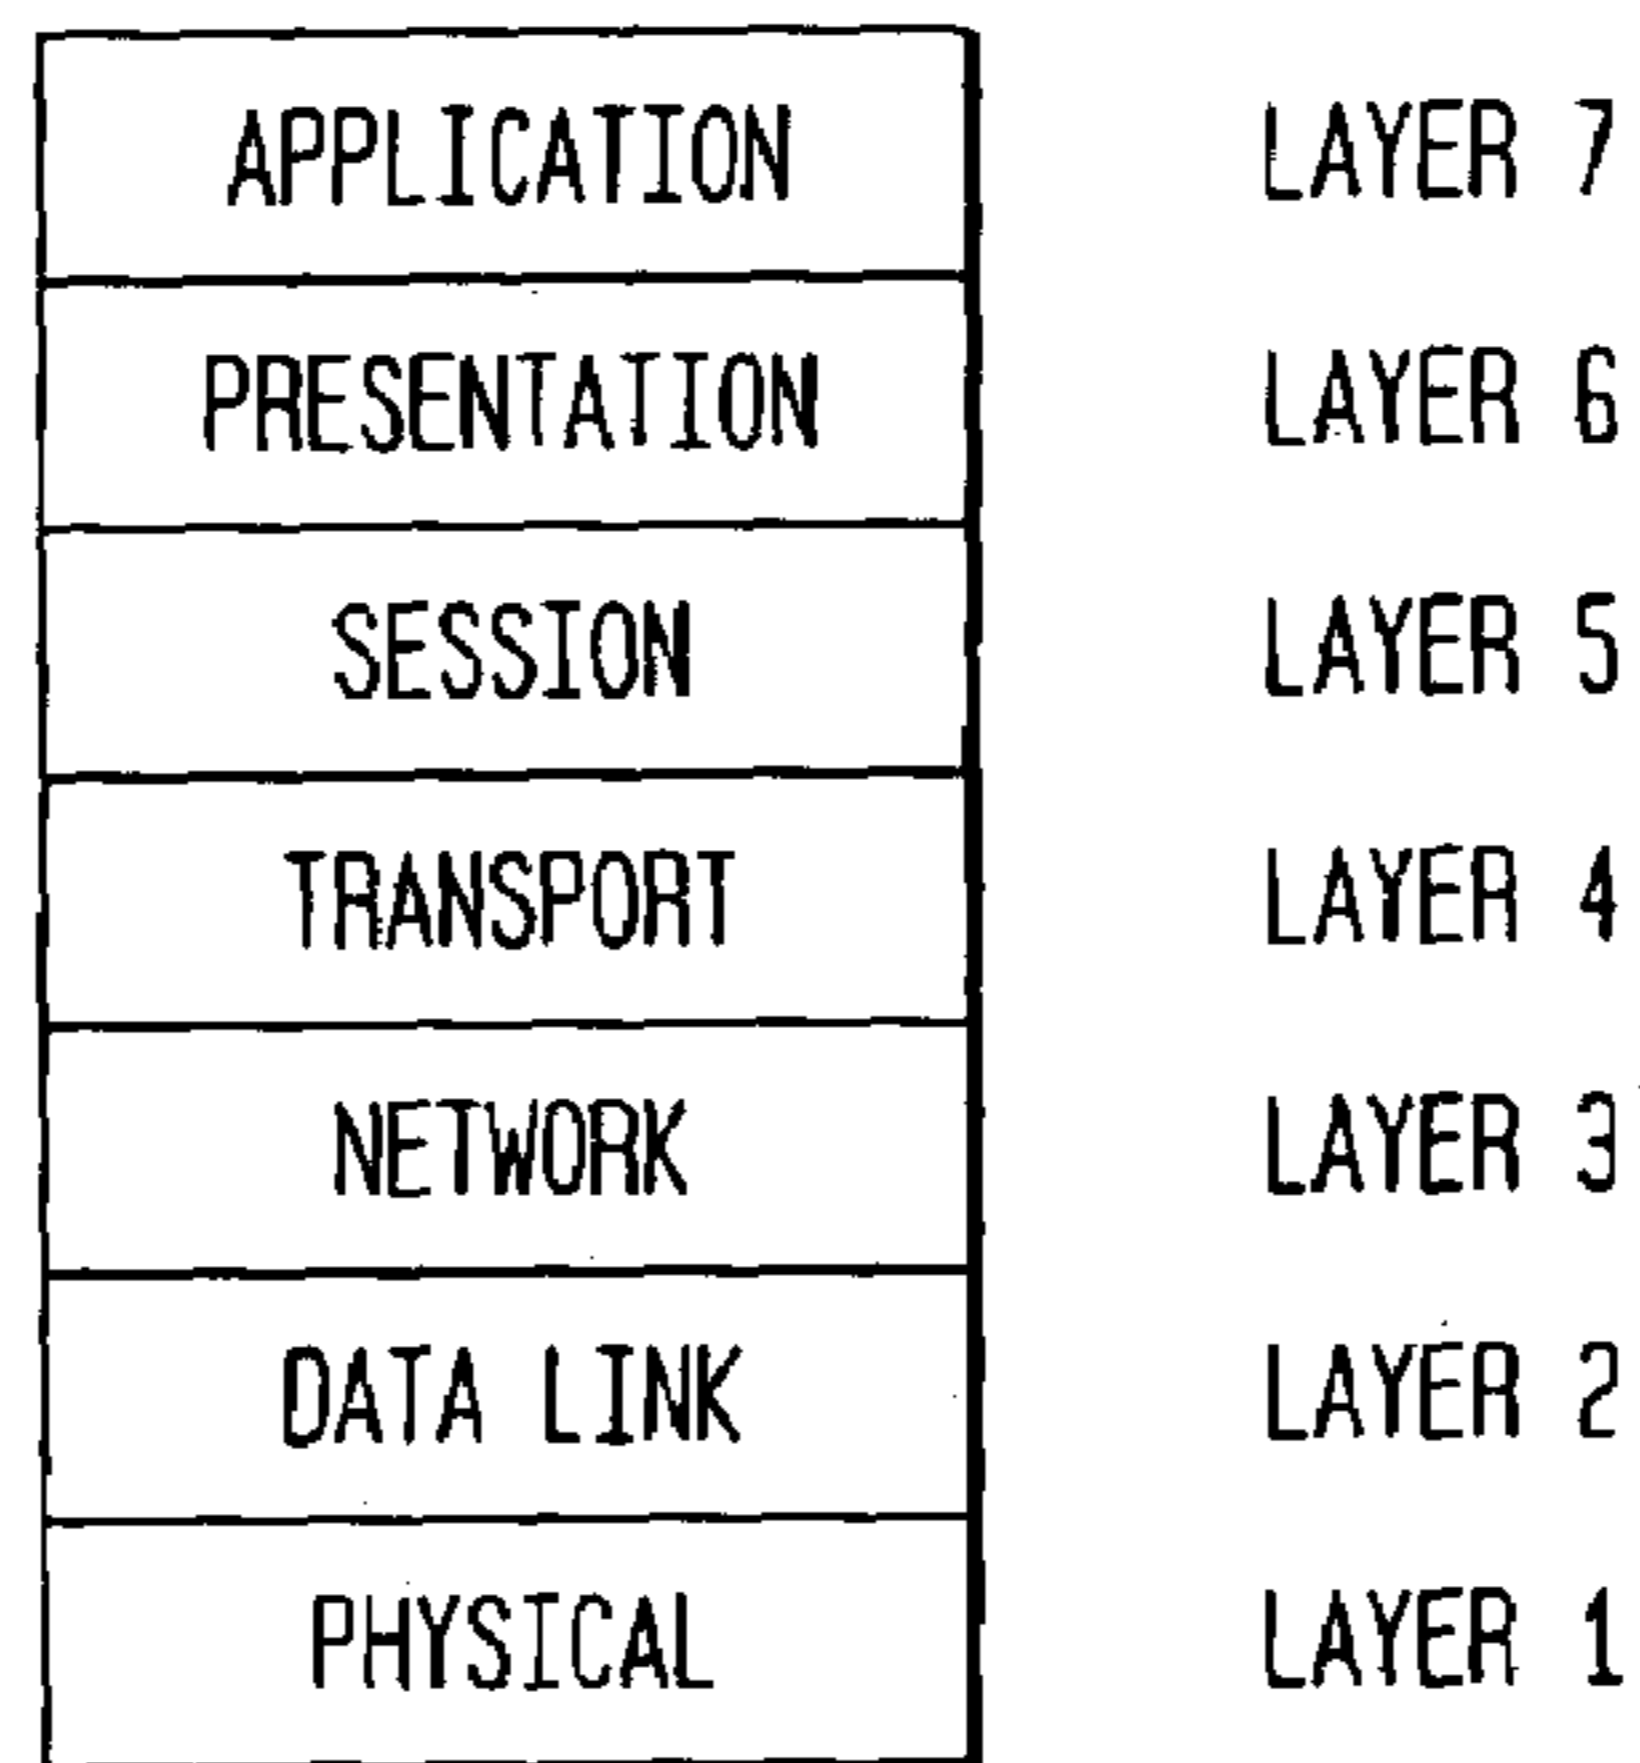 APPLICATION LAYER 7
PRESENTATION LAYER 6
SESSION LAYER 5
TRANSPORT LAYER 4
NETWORK LAYER 3
DATA LINK LAYER 2
PHYSICAL LAYER 1